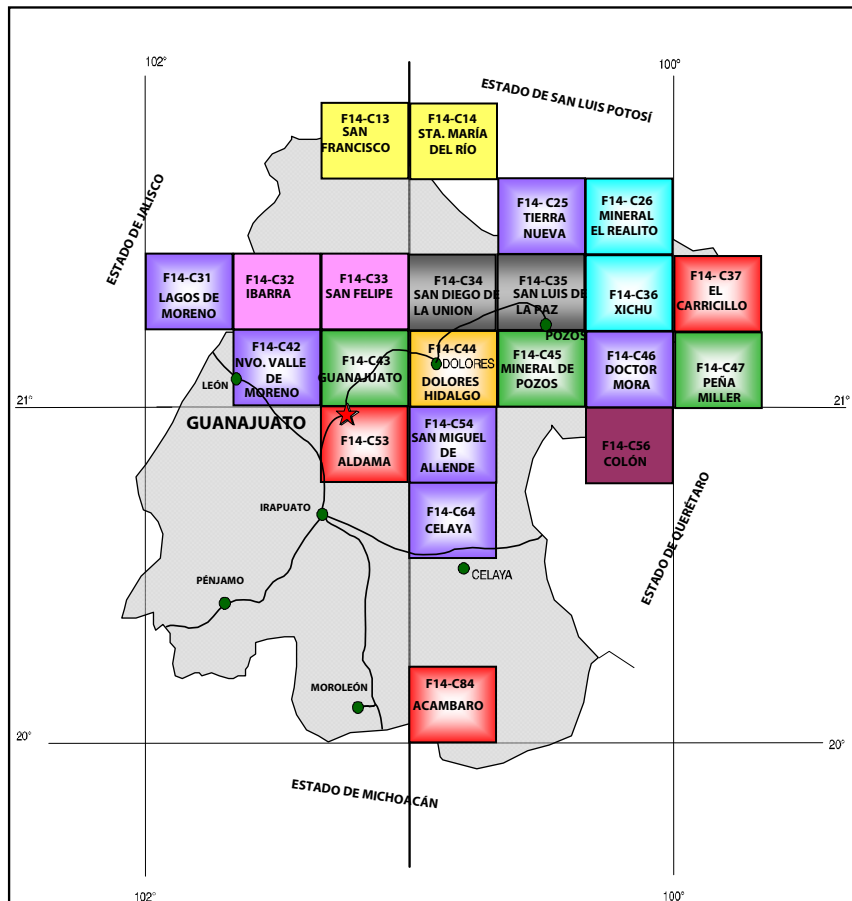 102°
100°
ESTADO DE SAN LUIS POTOSÍ
F14-C13
SAN
FRANCISCO
F14-C14
STA. MARÍA
DEL RÍO
ESTADO DE JALISCO
F14- C25
TIERRA
NUEVA
F14- C26
MINERAL
EL REALITO
F14-C31
LAGOS DE
MORENO
F14-C32
IBARRA
F14-C33
SAN FELIPE
F14-C34
SAN DIEGO DE
LA UNION
F14-C35
SAN LUIS DE
LA PAZ
F14-C36
XICHU
F14- C37
EL
CARRICILLO
POZOS
F14-C42
NVO. VALLE
DE
MORENO
F14-C43
GUANAJUATO
F14-C44
DOLORES
DOLORES
HIDALGO
F14-C45
MINERAL DE
POZOS
F14-C46
DOCTOR
MORA
F14-C47
PEÑA
MILLER
LEÓN
21°
21°
GUANAJUATO
F14-C53
ALDAMA
F14-C54
SAN MIGUEL
DE
ALLENDE
F14-C56
COLÓN
F14-C64
CELAYA
IRAPUATO
ESTADO DE QUERÉTARO
CELAYA
PÉNJAMO
MOROLEÓN
F14-C84
ACAMBARO
20°
20°
ESTADO DE MICHOACÁN
102°
100°